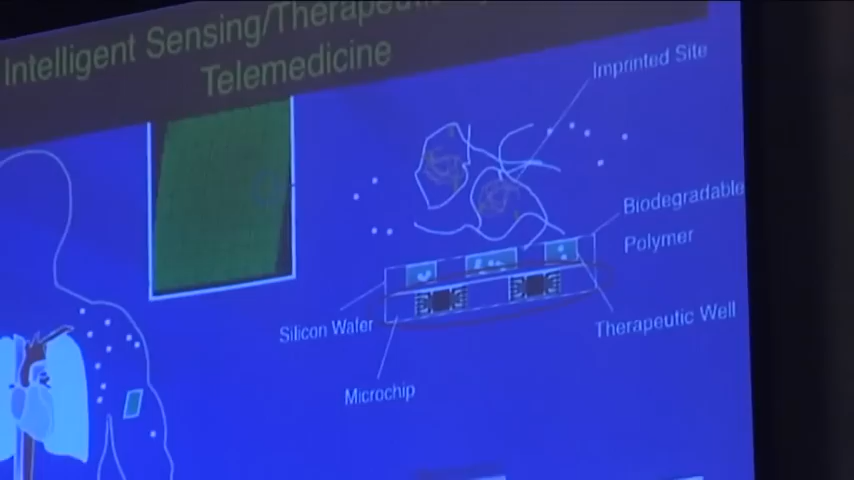 Intelligent Sensing/Therapeutic
Telemedicine
Imprinted Site
Biodegradable
Polymer
Silicon Wafer
Therapeutic Well
Microchip